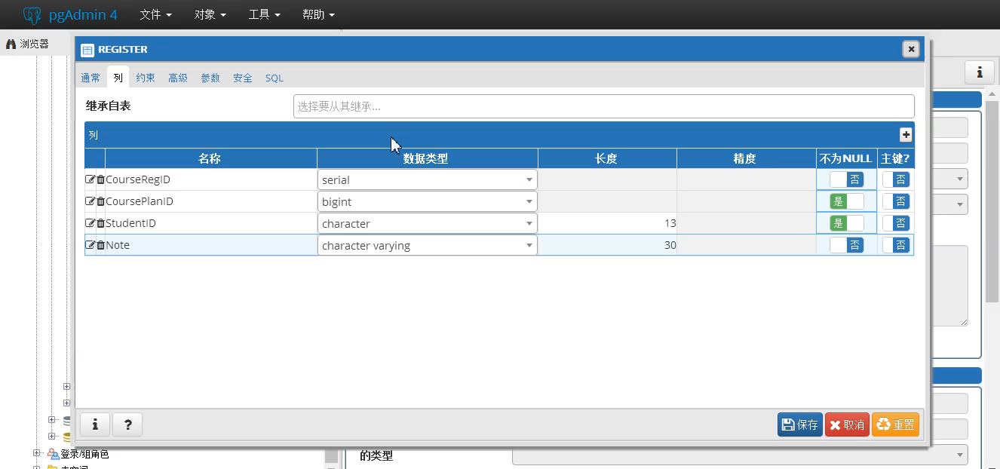 pgAdmin 4 文件 对象 工具 帮助
浏览器
REGISTER
通常 列 约束 高级 参数 安全 SQL
继承自表 选择要从其继承...
列
名称 数据类型 长度 精度 不为NULL 主键?
CourseRegID serial 否 否
CoursePlanID bigint 是 否
StudentID character 13 是 否
Note character varying 30 否 否
保存 取消 重置
登录/组角色
的类型